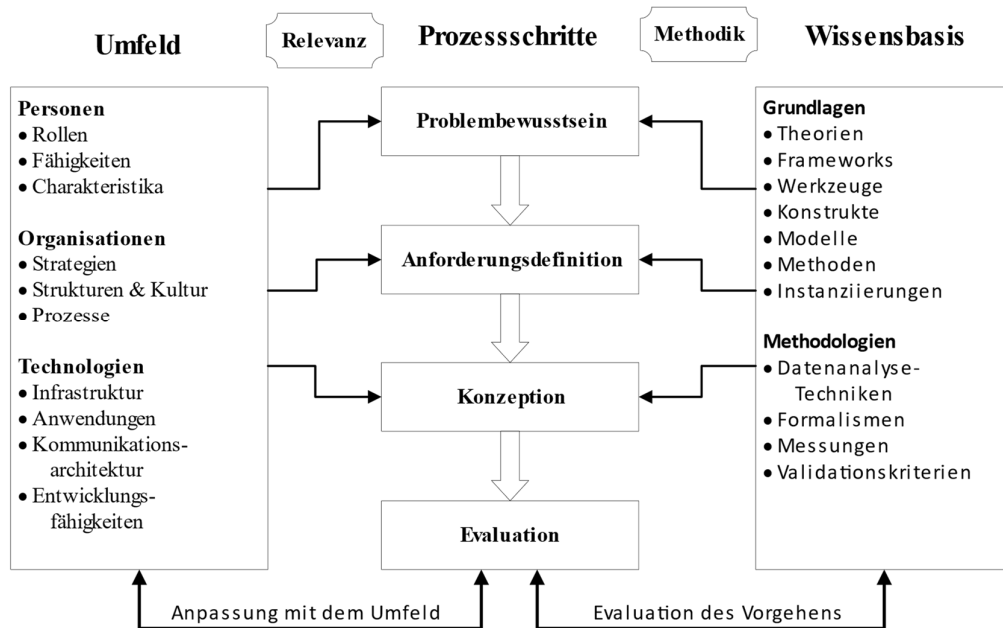 Umfeld
Relevanz
Prozessschritte
Methodik
Wissensbasis
Personen
• Rollen
• Fähigkeiten
• Charakteristika
Organisationen
• Strategien
• Strukturen & Kultur
• Prozesse
Technologien
• Infrastruktur
• Anwendungen
• Kommunikations-
architektur
• Entwicklungs-
fähigkeiten
Problembewusstsein
Anforderungsdefinition
Konzeption
Evaluation
Grundlagen
• Theorien
• Frameworks
• Werkzeuge
• Konstrukte
• Modelle
• Methoden
• Instanziierungen
Methodologien
• Datenanalyse-
Techniken
• Formalismen
• Messungen
• Validationskriterien
Anpassung mit dem Umfeld
Evaluation des Vorgehens